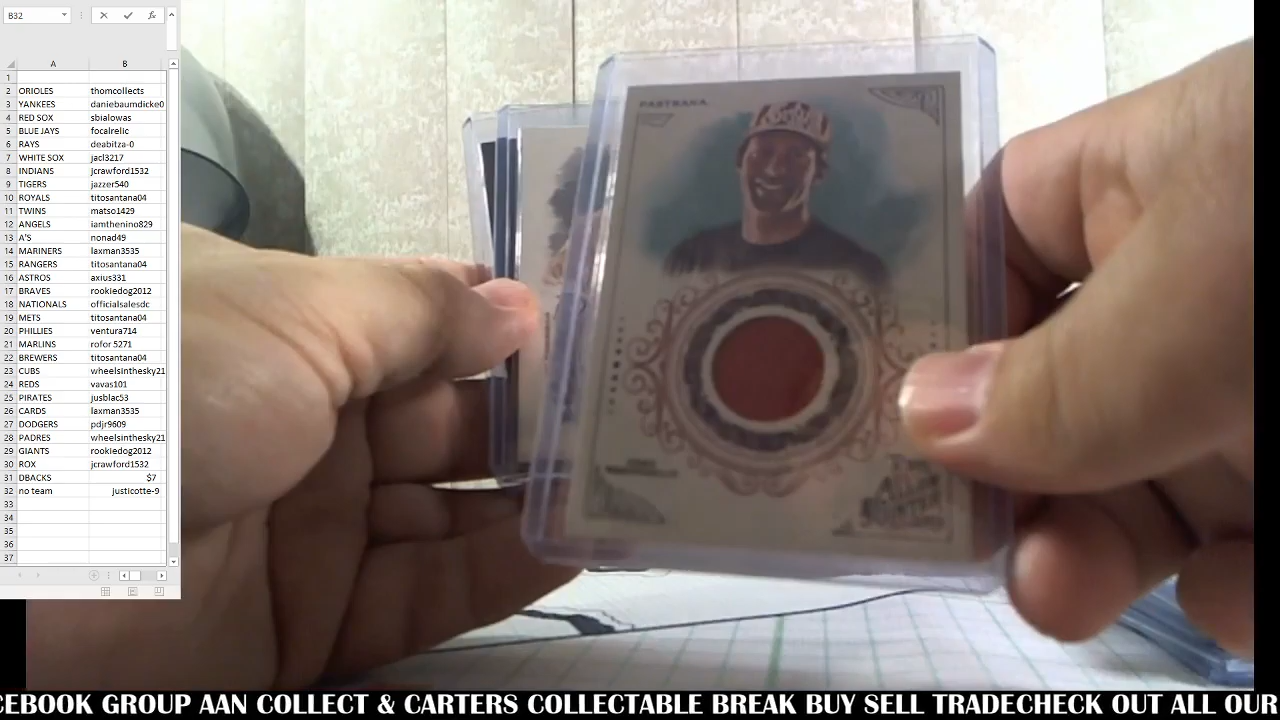 B32
A B
1
2 ORIOLES thomcollects
3 YANKEES daniebaumdicke0
4 RED SOX sbialowas
5 BLUE JAYS focalrelic
6 RAYS deabitza-0
7 WHITE SOX jacl3217
8 INDIANS jcrawford1532
9 TIGERS jazzer540
10 ROYALS titosantana04
11 TWINS matso1429
12 ANGELS iamthenino829
13 A'S nonad49
14 MARINERS laxman3535
15 RANGERS titosantana04
16 ASTROS axius331
17 BRAVES rookiedog2012
18 NATIONALS officialsalesdc
19 METS titosantana04
20 PHILLIES ventura714
21 MARLINS rofor 5271
22 BREWERS titosantana04
23 CUBS wheelsinthesky21
24 REDS vavas101
25 PIRATES jusblac53
26 CARDS laxman3535
27 DODGERS pdjr9609
28 PADRES wheelsinthesky21
29 GIANTS rookiedog2012
30 ROX jcrawford1532
31 DBACKS $7
32 no team justicotte-9
33
34
35
36
37
PASTRANA
CEBOOK GROUP AAN COLLECT & CARTERS COLLECTABLE BREAK BUY SELL TRADECHECK OUT ALL OUR